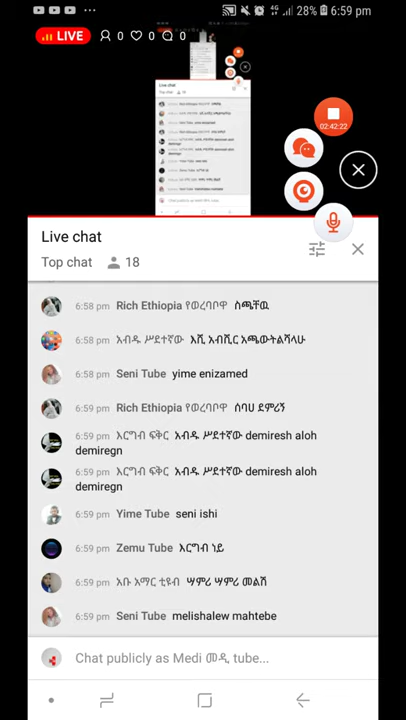 28% 6:59 pm
LIVE 0 0 0
02:42:22
Live chat
Top chat 18
6:58 pm Rich Ethiopia የወረባቦዋ ስጫቸዉ
6:58 pm አብዱ ሥደተኛው እሺ አብሺር አጫውትልሻላሁ
6:58 pm Seni Tube yime enizamed
6:59 pm Rich Ethiopia የወረባቦዋ ሰባሀ ደምሪኝ
6:59 pm እርግብ ፍቅር አብዱ ሥደተኛው demiresh aloh
demiregn
6:59 pm እርግብ ፍቅር አብዱ ሥደተኛው demiresh aloh
demiregn
6:59 pm Yime Tube seni ishi
6:59 pm Zemu Tube እርግብ ነይ
6:59 pm አቡ አማር ቲዩብ ሣምሪ ሣምሪ መልሽ
6:59 pm Seni Tube melishalew mahtebe
Chat publicly as Medi መዲ tube...